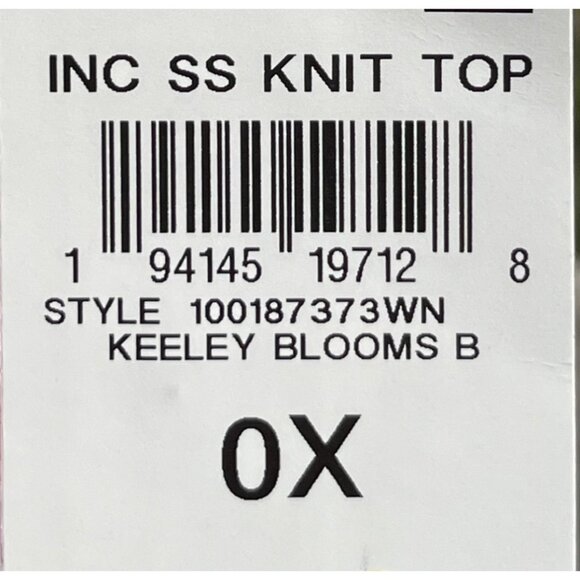 INC SS KNIT TOP
1 94145 19712 8
STYLE 100187373WN
KEELEY BLOOMS B
0X